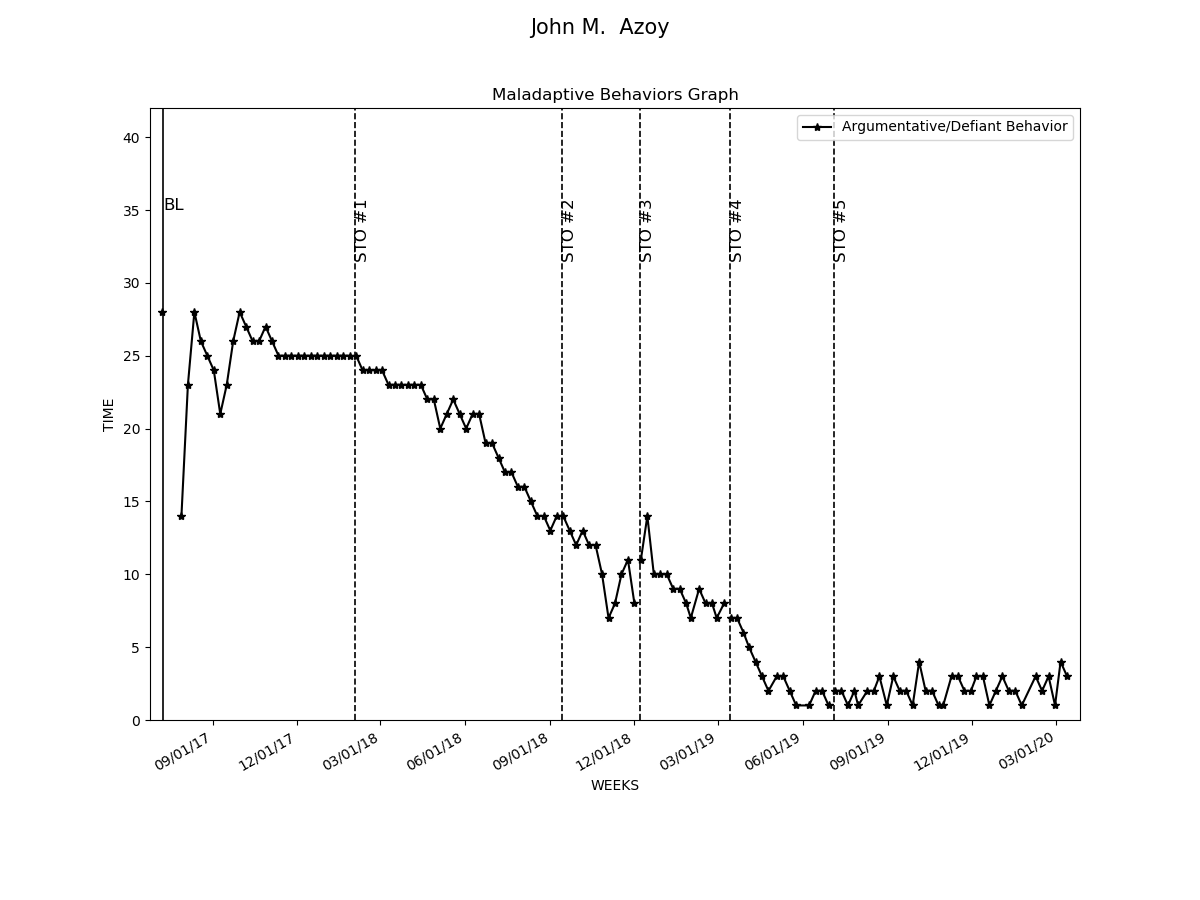 John M.  Azoy
Maladaptive Behaviors Graph
Argumentative/Defiant Behavior
40
35
30
25
20
15
10
5
0
TIME
BL
STO #1
STO #2
STO #3
STO #4
STO #5
09/01/17
12/01/17
03/01/18
06/01/18
09/01/18
12/01/18
03/01/19
06/01/19
09/01/19
12/01/19
03/01/20
WEEKS